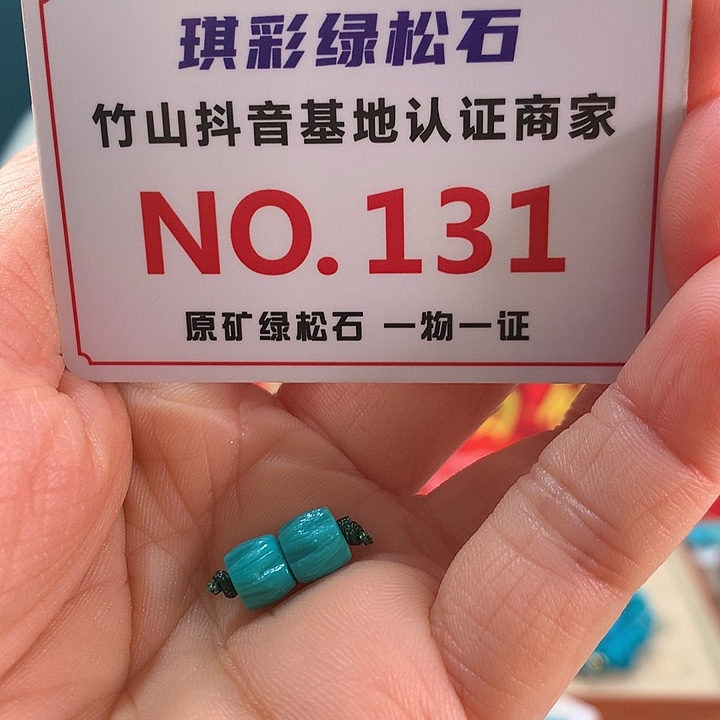 琪彩绿松石
竹山抖音基地认证商家
NO.131
原矿绿松石 一物一证